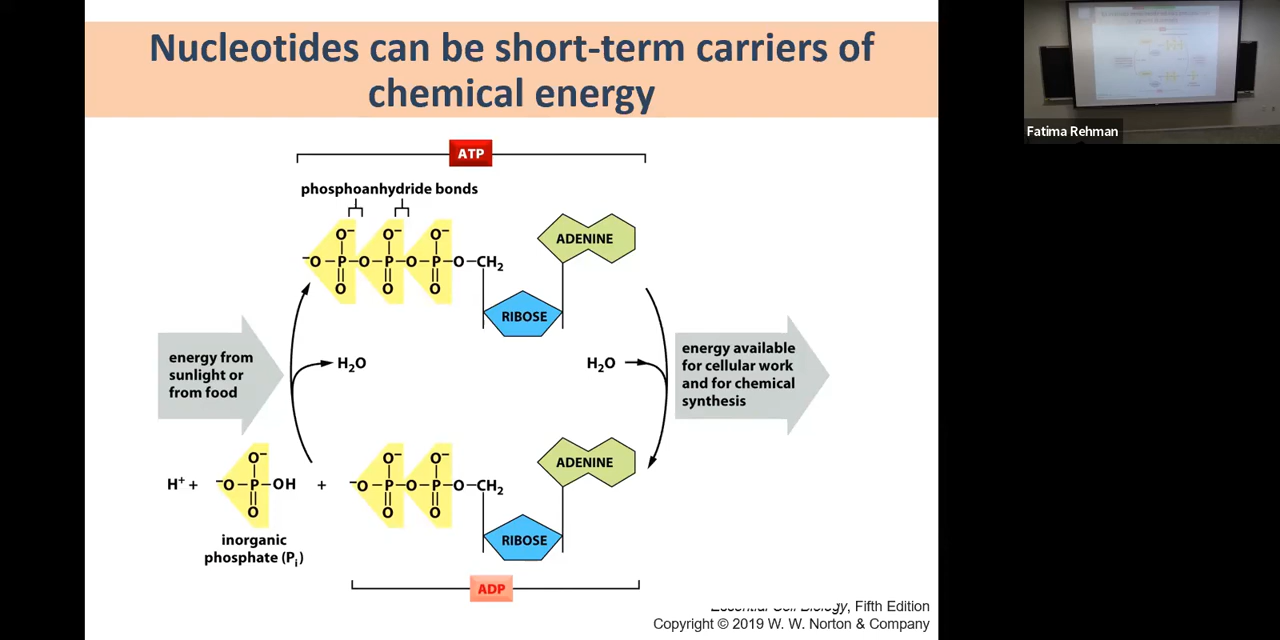 Nucleotides can be short-term carriers of
chemical energy
Fatima Rehman
ATP
phosphoanhydride bonds
O⁻ O⁻ O⁻
⁻O–P–O–P–O–P–O–CH₂
O O O
ADENINE
RIBOSE
energy from
sunlight or
from food
H₂O
H₂O
energy available
for cellular work
and for chemical
synthesis
O⁻
H⁺ + ⁻O–P–OH +
O
inorganic
phosphate (Pᵢ)
O⁻ O⁻
⁻O–P–O–P–O–CH₂
O O
ADENINE
RIBOSE
ADP
Essential Cell Biology, Fifth Edition
Copyright © 2019 W. W. Norton & Company